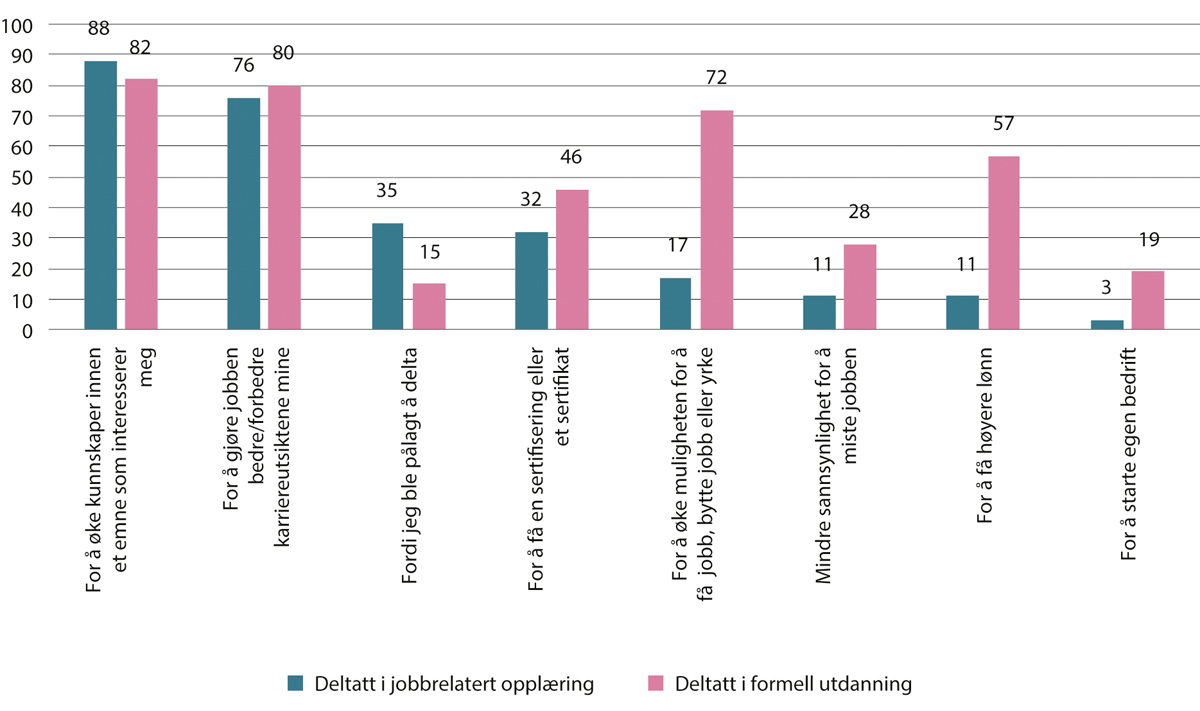 100
90
80
70
60
50
40
30
20
10
0
88
82
76
80
35
15
32
46
17
72
11
28
11
57
3
19
For å øke kunnskaper innen
et emne som interesserer
meg
For å gjøre jobben
bedre/forbedre
karriereutsiktene mine
Fordi jeg ble pålagt å delta
For å få en sertifisering eller
et sertifikat
For å øke muligheten for å
få jobb, bytte jobb eller yrke
Mindre sannsynlighet for å
miste jobben
For å få høyere lønn
For å starte egen bedrift
Deltatt i jobbrelatert opplæring
Deltatt i formell utdanning